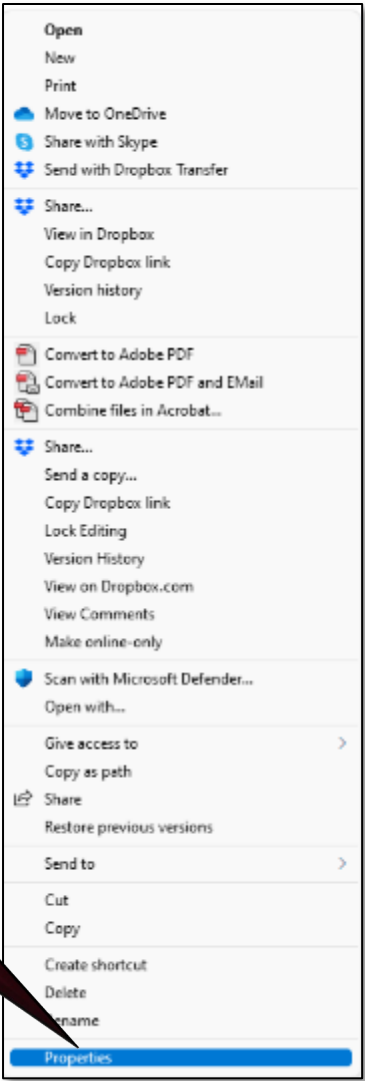 Open
New
Print
Move to OneDrive
Share with Skype
Send with Dropbox Transfer
Share...
View in Dropbox
Copy Dropbox link
Version history
Lock
Convert to Adobe PDF
Convert to Adobe PDF and EMail
Combine files in Acrobat...
Share...
Send a copy...
Copy Dropbox link
Lock Editing
Version History
View on Dropbox.com
View Comments
Make online-only
Scan with Microsoft Defender...
Open with...
Give access to
Copy as path
Share
Restore previous versions
Send to
Cut
Copy
Create shortcut
Delete
ename
Properties